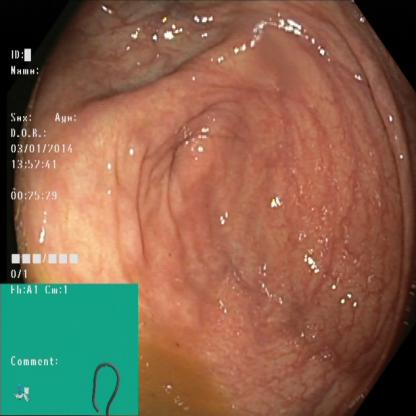 ID:
Name:
Sex: Age:
D.O.B.:
03/01/2014
13:52:41
00:25:29
/
0/1
Eh:A1 Cm:1
Comment: